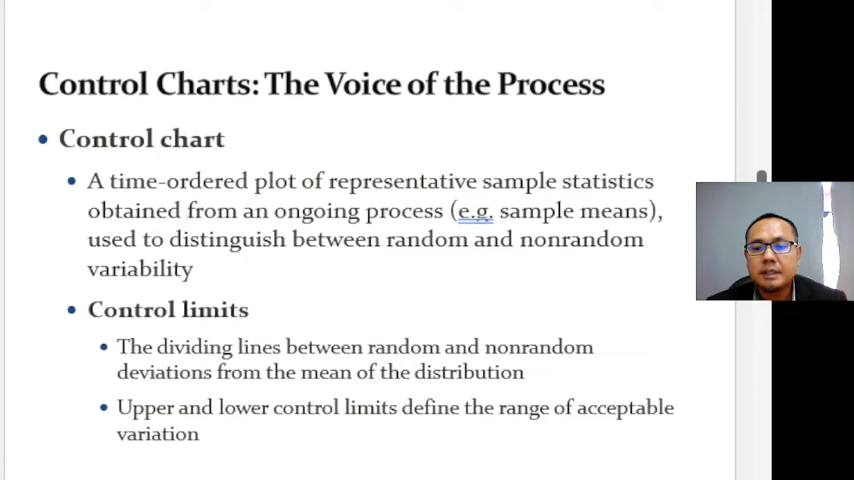 Control Charts: The Voice of the Process
Control chart
A time-ordered plot of representative sample statistics
obtained from an ongoing process (e.g. sample means),
used to distinguish between random and nonrandom
variability
Control limits
The dividing lines between random and nonrandom
deviations from the mean of the distribution
Upper and lower control limits define the range of acceptable
variation